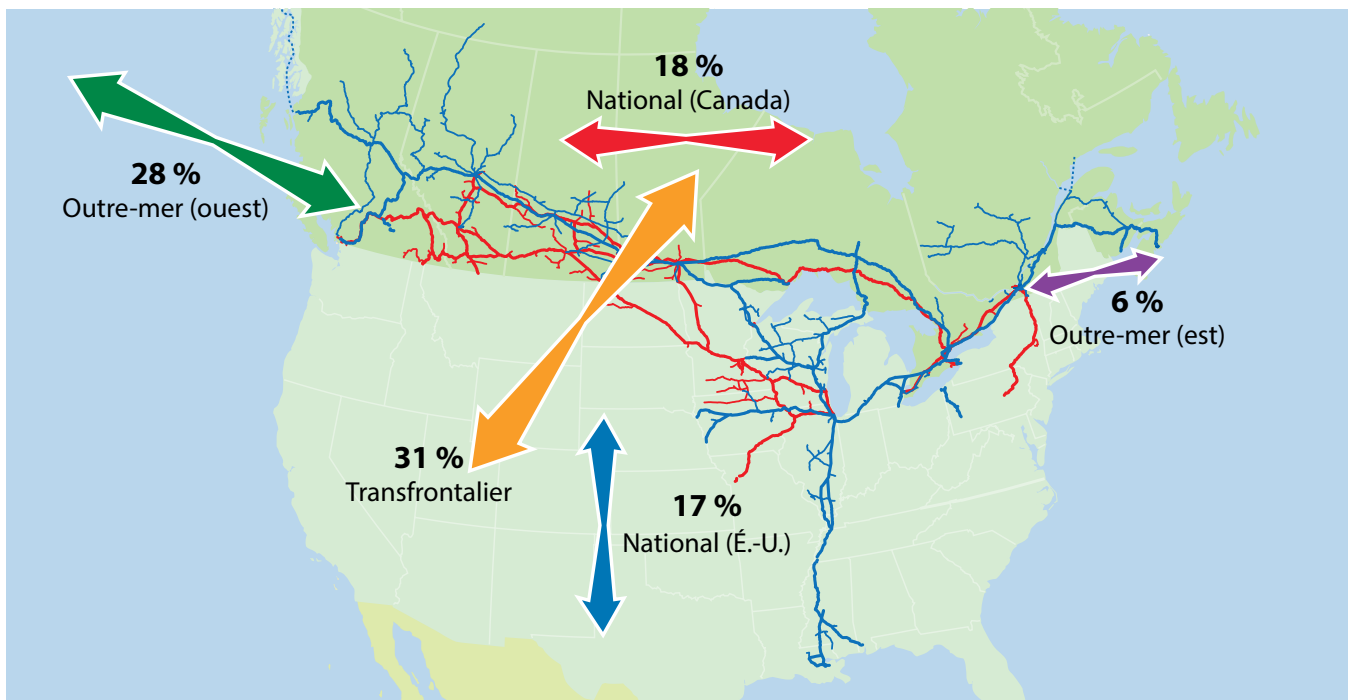 18 %
National (Canada)
28 %
Outre-mer (ouest)
6 %
Outre-mer (est)
31 %
Transfrontalier
17 %
National (É.-U.)